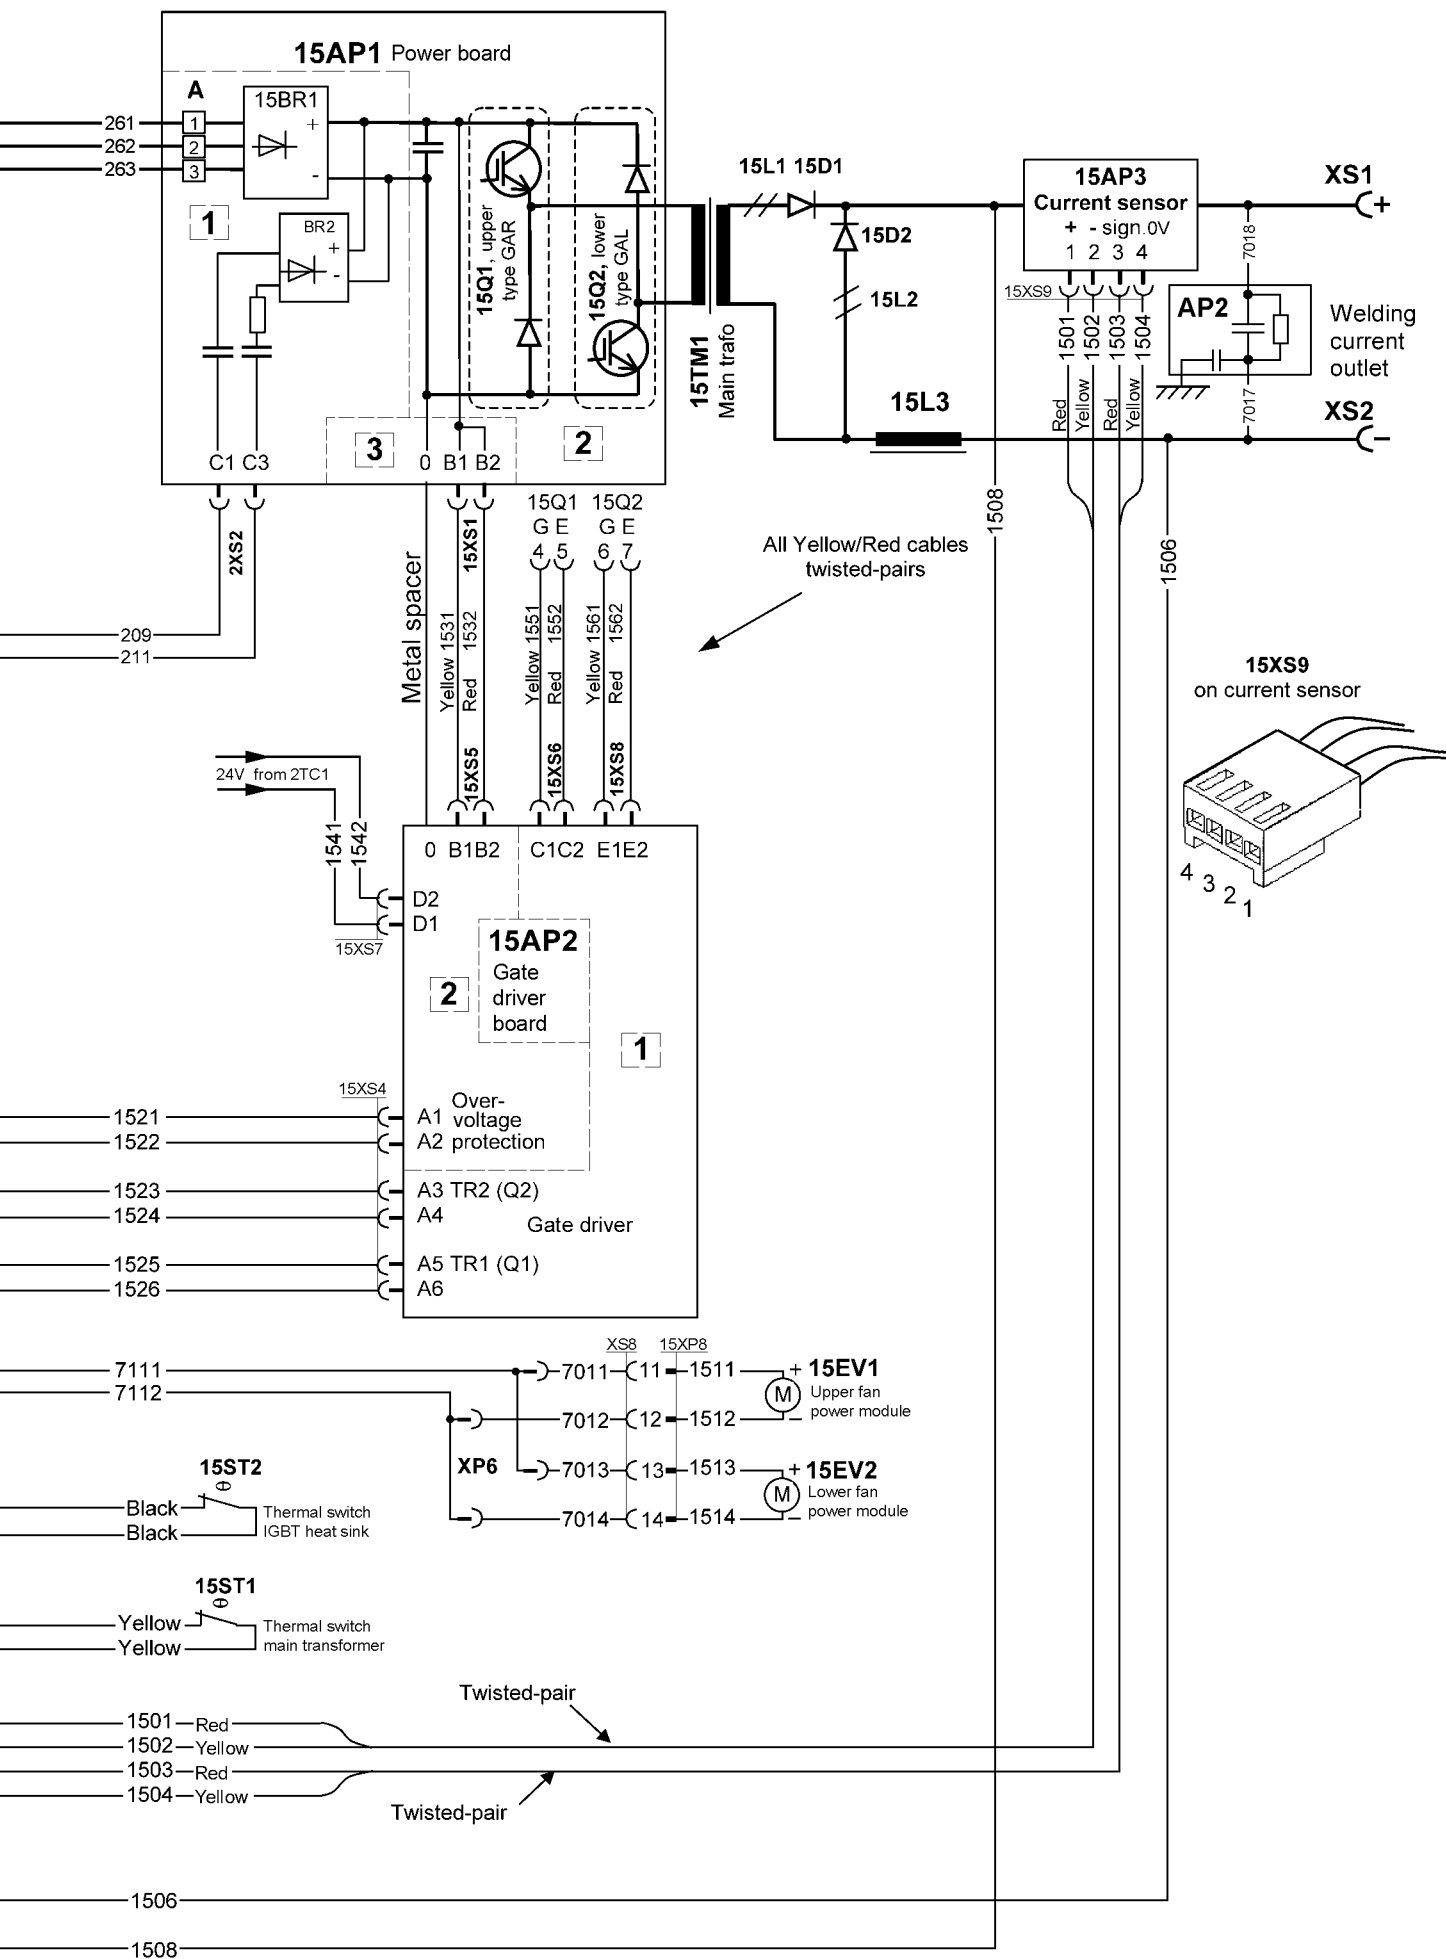 15AP1 Power board
A
15BR1
+
-
261
262
263
1
2
3
1
BR2
+
-
15Q1, upper
type GAR
15Q2, lower
type GAL
C1 C3
3
0 B1 B2
2
15TM1
Main trafo
15L1 15D1
15D2
15L2
15L3
15AP3
Current sensor
+ - sign.0V
1 2 3 4
15XS9
1501
1502
1503
1504
Red
Yellow
Red
Yellow
XS1
+
7018
AP2
Welding
current
outlet
7017
XS2
-
1508
1506
2XS2
209
211
Metal spacer
15XS1
Yellow 1531
Red 1532
15XS5
15Q1
G E
4 5
15Q2
G E
6 7
Yellow 1551
Red 1552
15XS6
Yellow 1561
Red 1562
15XS8
All Yellow/Red cables
twisted-pairs
15XS9
on current sensor
4
3
2
1
24V from 2TC1
1541
1542
0 B1B2 C1C2 E1E2
D2
D1
15XS7
15AP2
Gate
driver
board
2
1
15XS4
1521
1522
1523
1524
1525
1526
A1 Over-
voltage
A2 protection
A3 TR2 (Q2)
A4
Gate driver
A5 TR1 (Q1)
A6
XS8 15XP8
7111
7112
7011 11 1511
7012 12 1512
XP6
7013 13 1513
7014 14 1514
+ 15EV1
M
Upper fan
power module
-
+ 15EV2
M
Lower fan
power module
-
15ST2
θ
Black
Black
Thermal switch
IGBT heat sink
15ST1
θ
Yellow
Yellow
Thermal switch
main transformer
Twisted-pair
1501 Red
1502 Yellow
1503 Red
1504 Yellow
Twisted-pair
1506
1508